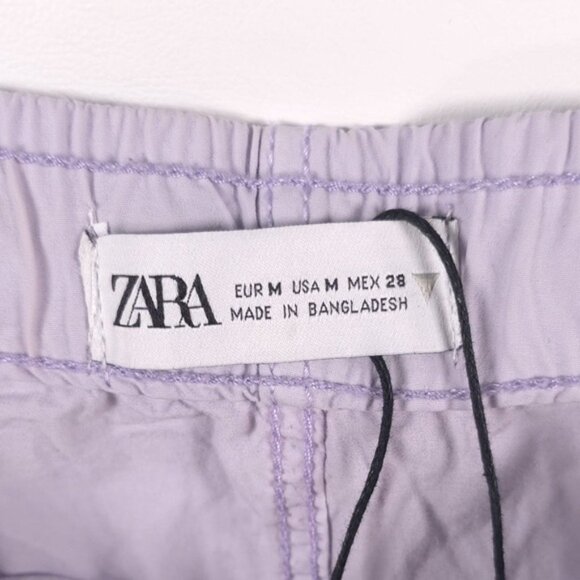 ZARA
EUR M USA M MEX 28
MADE IN BANGLADESH